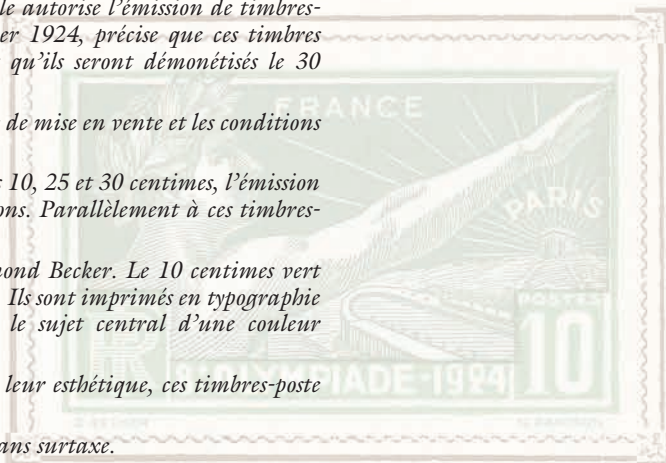 le autorise l’émission de timbres-
er 1924, précise que ces timbres
qu’ils seront démonétisés le 30
de mise en vente et les conditions
10, 25 et 30 centimes, l’émission
ons. Parallèlement à ces timbres-
ond Becker. Le 10 centimes vert
Ils sont imprimés en typographie
le sujet central d’une couleur
leur esthétique, ces timbres-poste
ans surtaxe.
FRANCE
PARIS
POSTES
10
RF
8e OLYMPIADE-1924